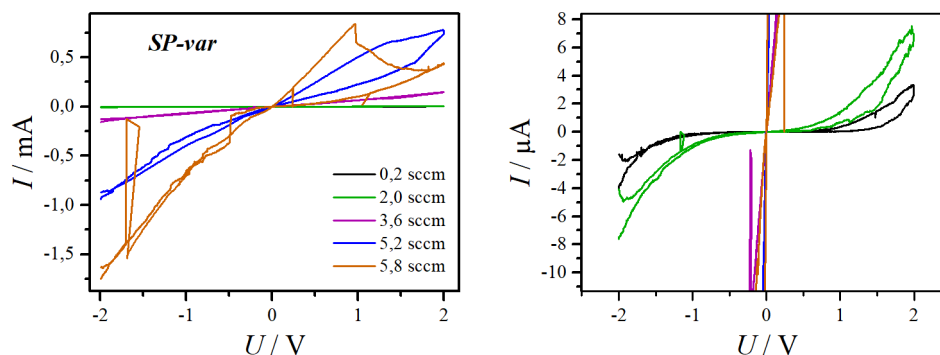 SP-var
I / mA
0,5
0,0
-0,5
-1,0
-1,5
-2 -1 0 1 2
U / V
0,2 sccm
2,0 sccm
3,6 sccm
5,2 sccm
5,8 sccm
I / µA
8
6
4
2
0
-2
-4
-6
-8
-10
-2 -1 0 1 2
U / V